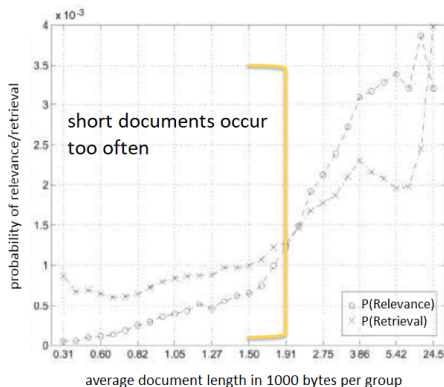 x 10⁻³
4
3.5
3
2.5
2
1.5
1
0.5
0
short documents occur
too often
probability of relevance/retrieval
P(Relevance)
P(Retrieval)
0.31 0.60 0.82 1.05 1.27 1.50 1.91 2.75 3.86 5.42 24.5
average document length in 1000 bytes per group